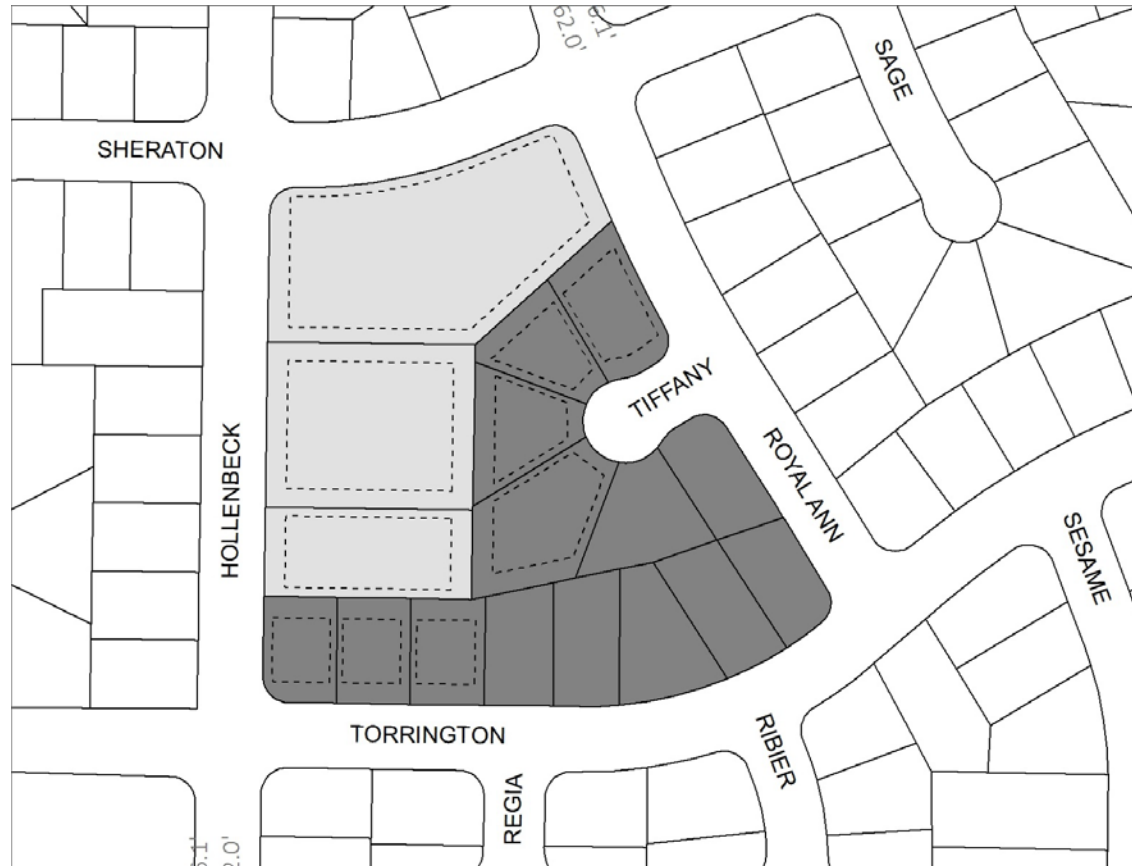 62.0'
SAGE
SHERATON
TIFFANY
HOLLENBECK
ROYAL ANN
SESAME
TORRINGTON
RIBIER
REGIA